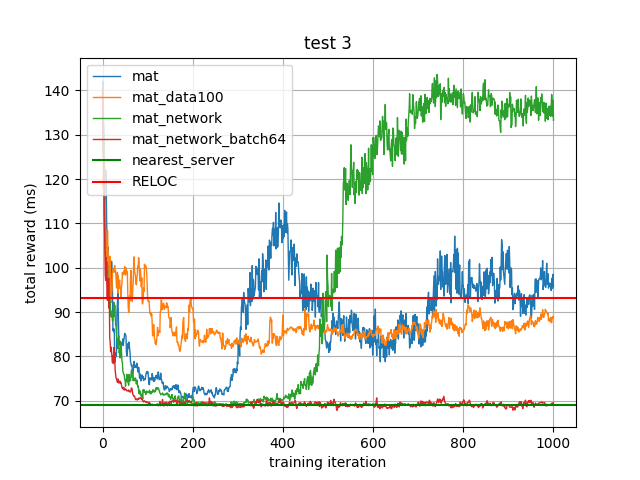 test 3
mat
mat_data100
mat_network
mat_network_batch64
nearest_server
RELOC
total reward (ms)
140
130
120
110
100
90
80
70
0 200 400 600 800 1000
training iteration